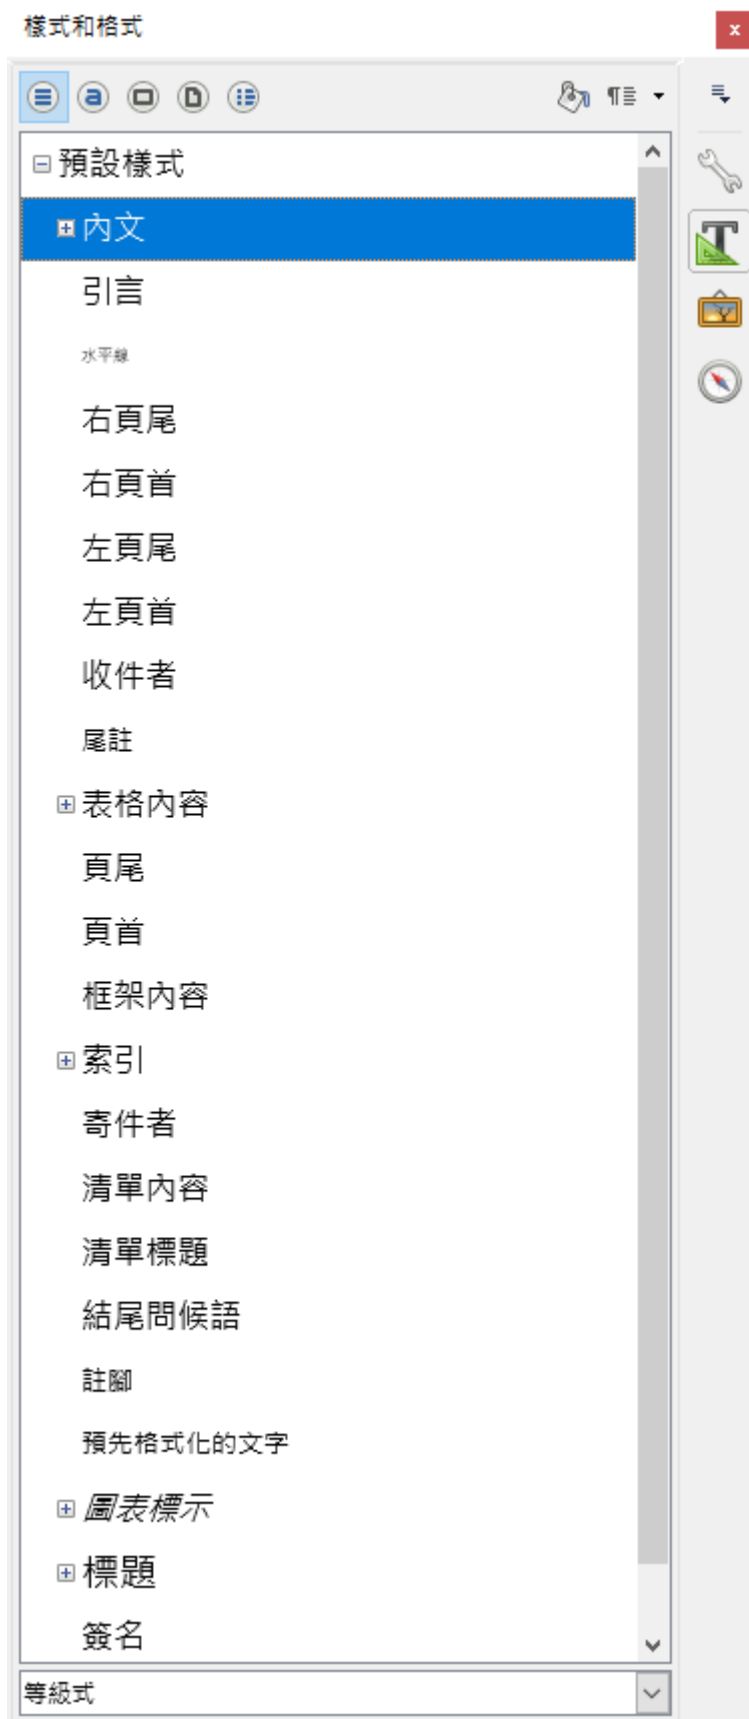 樣式和格式
預設樣式
內文
引言
水平線
右頁尾
右頁首
左頁尾
左頁首
收件者
尾註
表格內容
頁尾
頁首
框架內容
索引
寄件者
清單內容
清單標題
結尾問候語
註腳
預先格式化的文字
圖表標示
標題
簽名
等級式